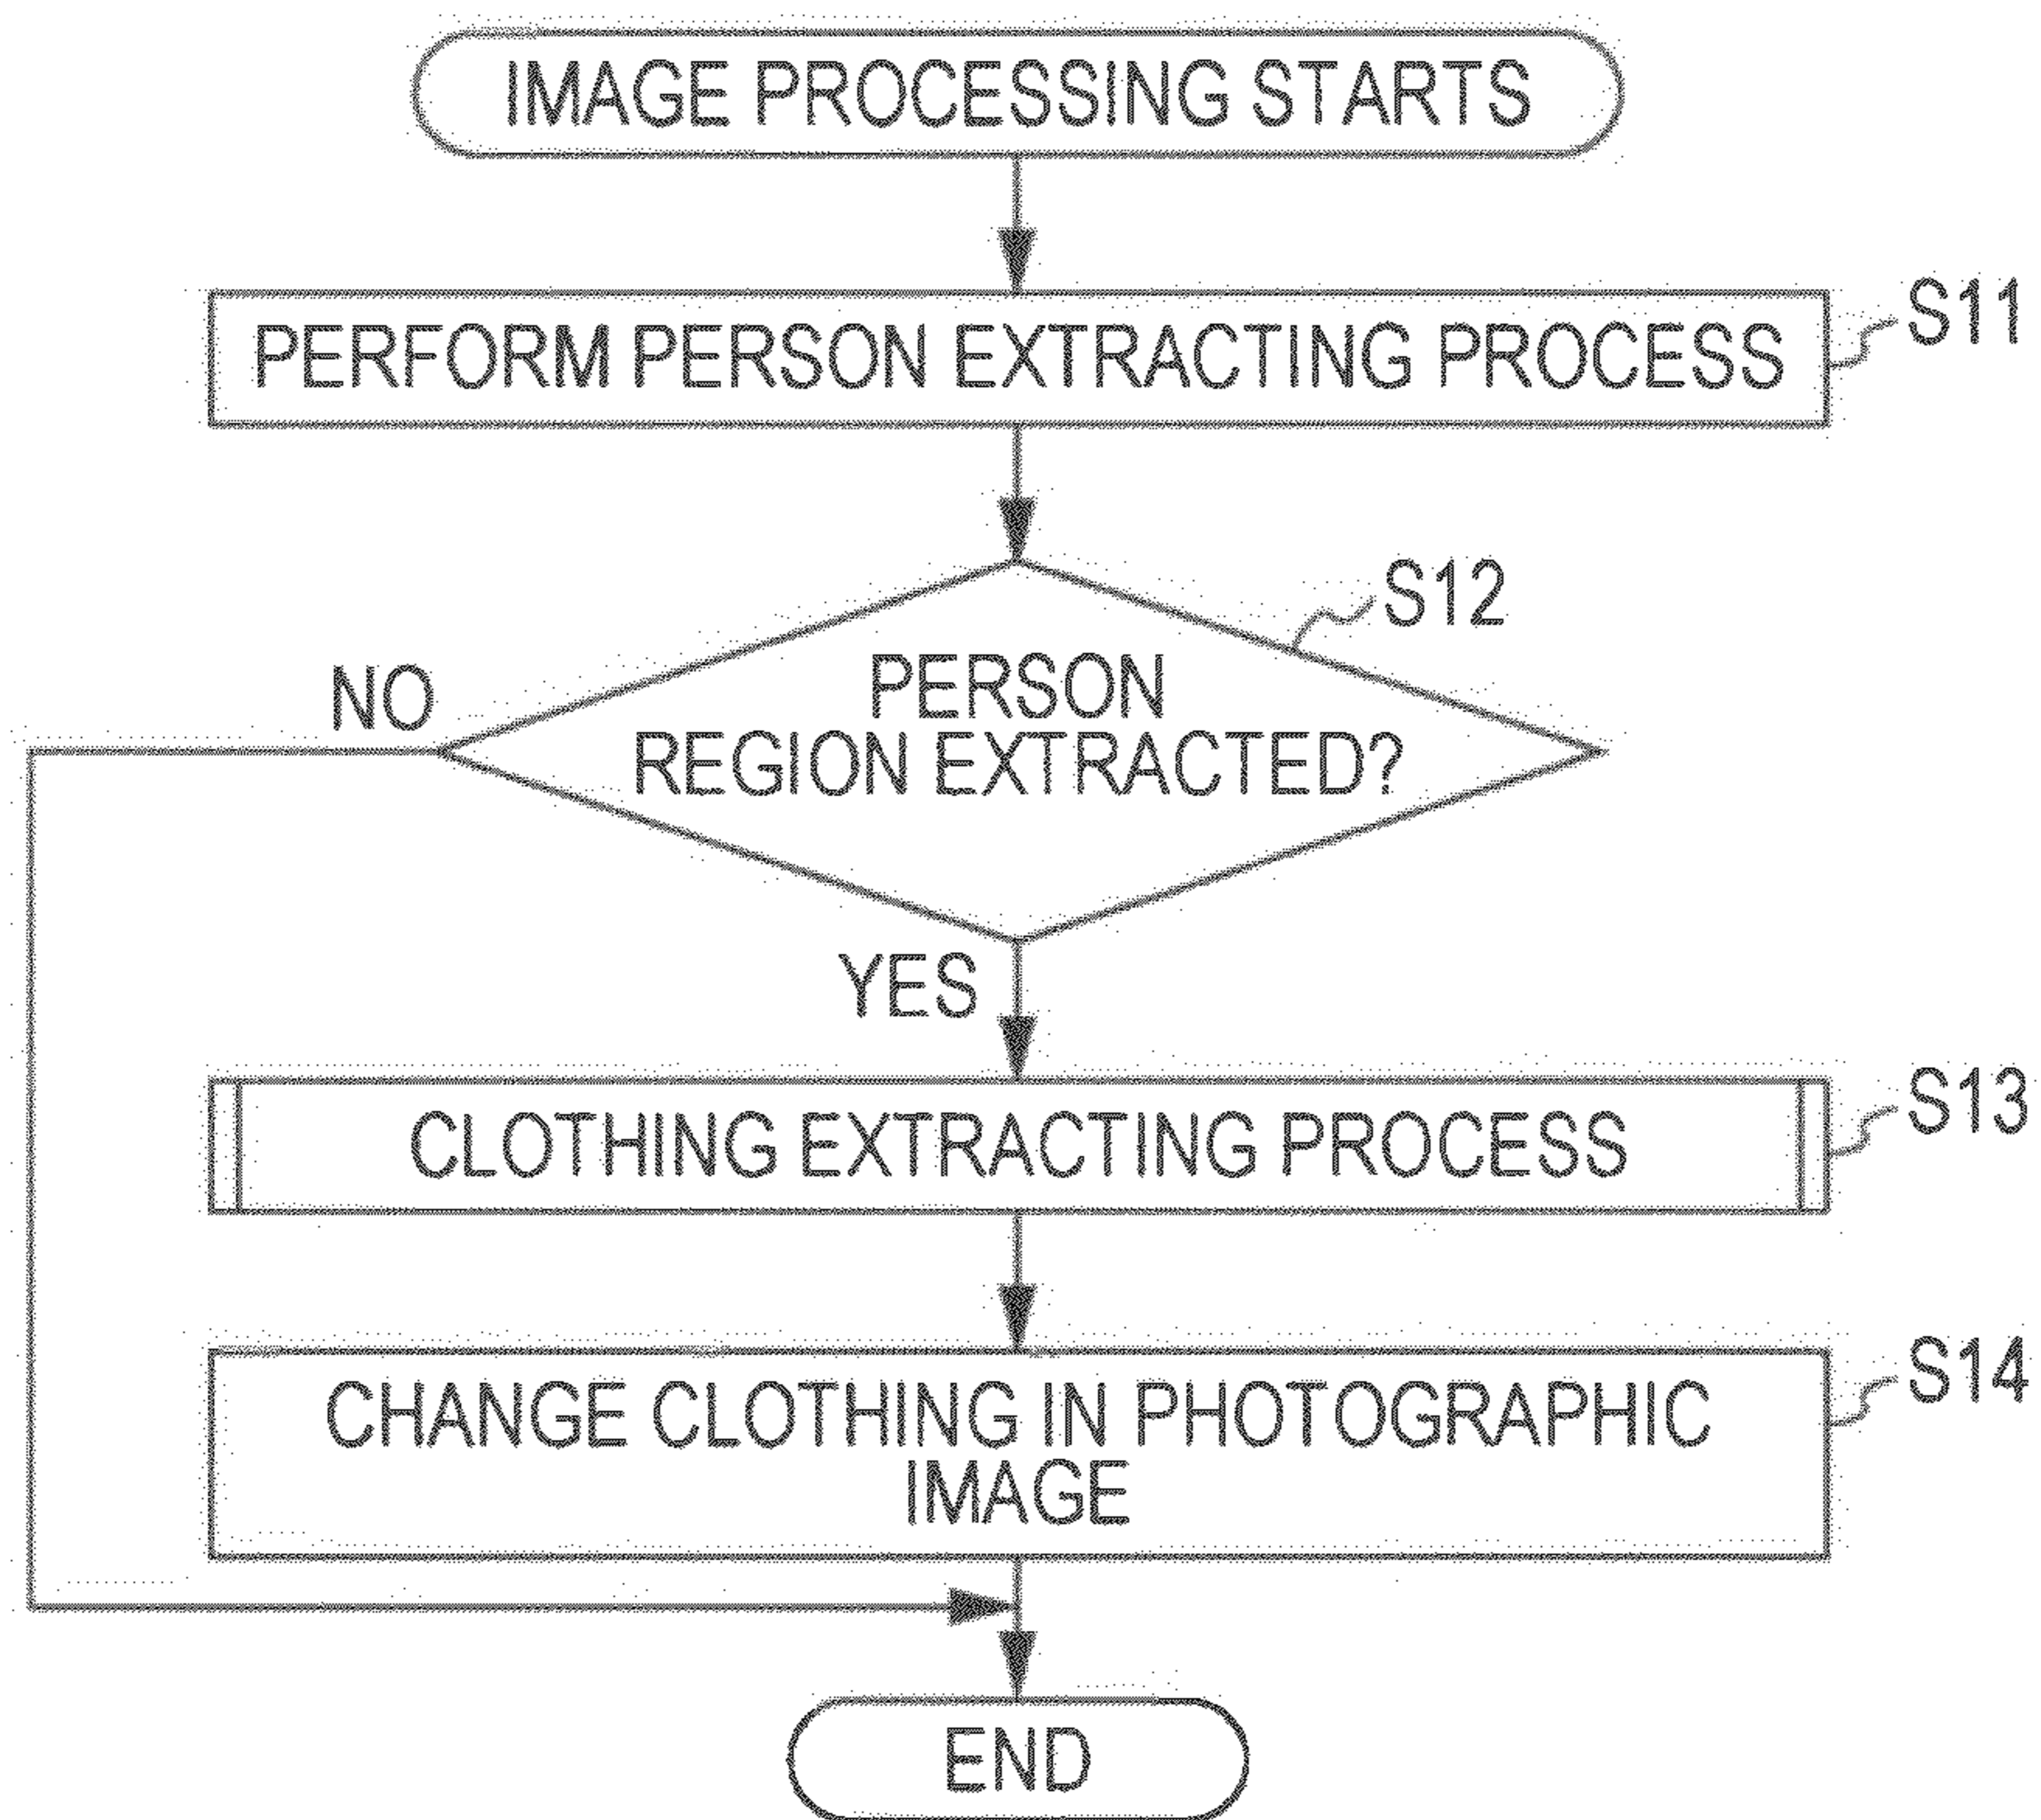 IMAGE PROCESSING STARTS
PERFORM PERSON EXTRACTING PROCESS
S11
S12
PERSON
REGION EXTRACTED?
NO
YES
CLOTHING EXTRACTING PROCESS
S13
CHANGE CLOTHING IN PHOTOGRAPHIC
IMAGE
S14
END